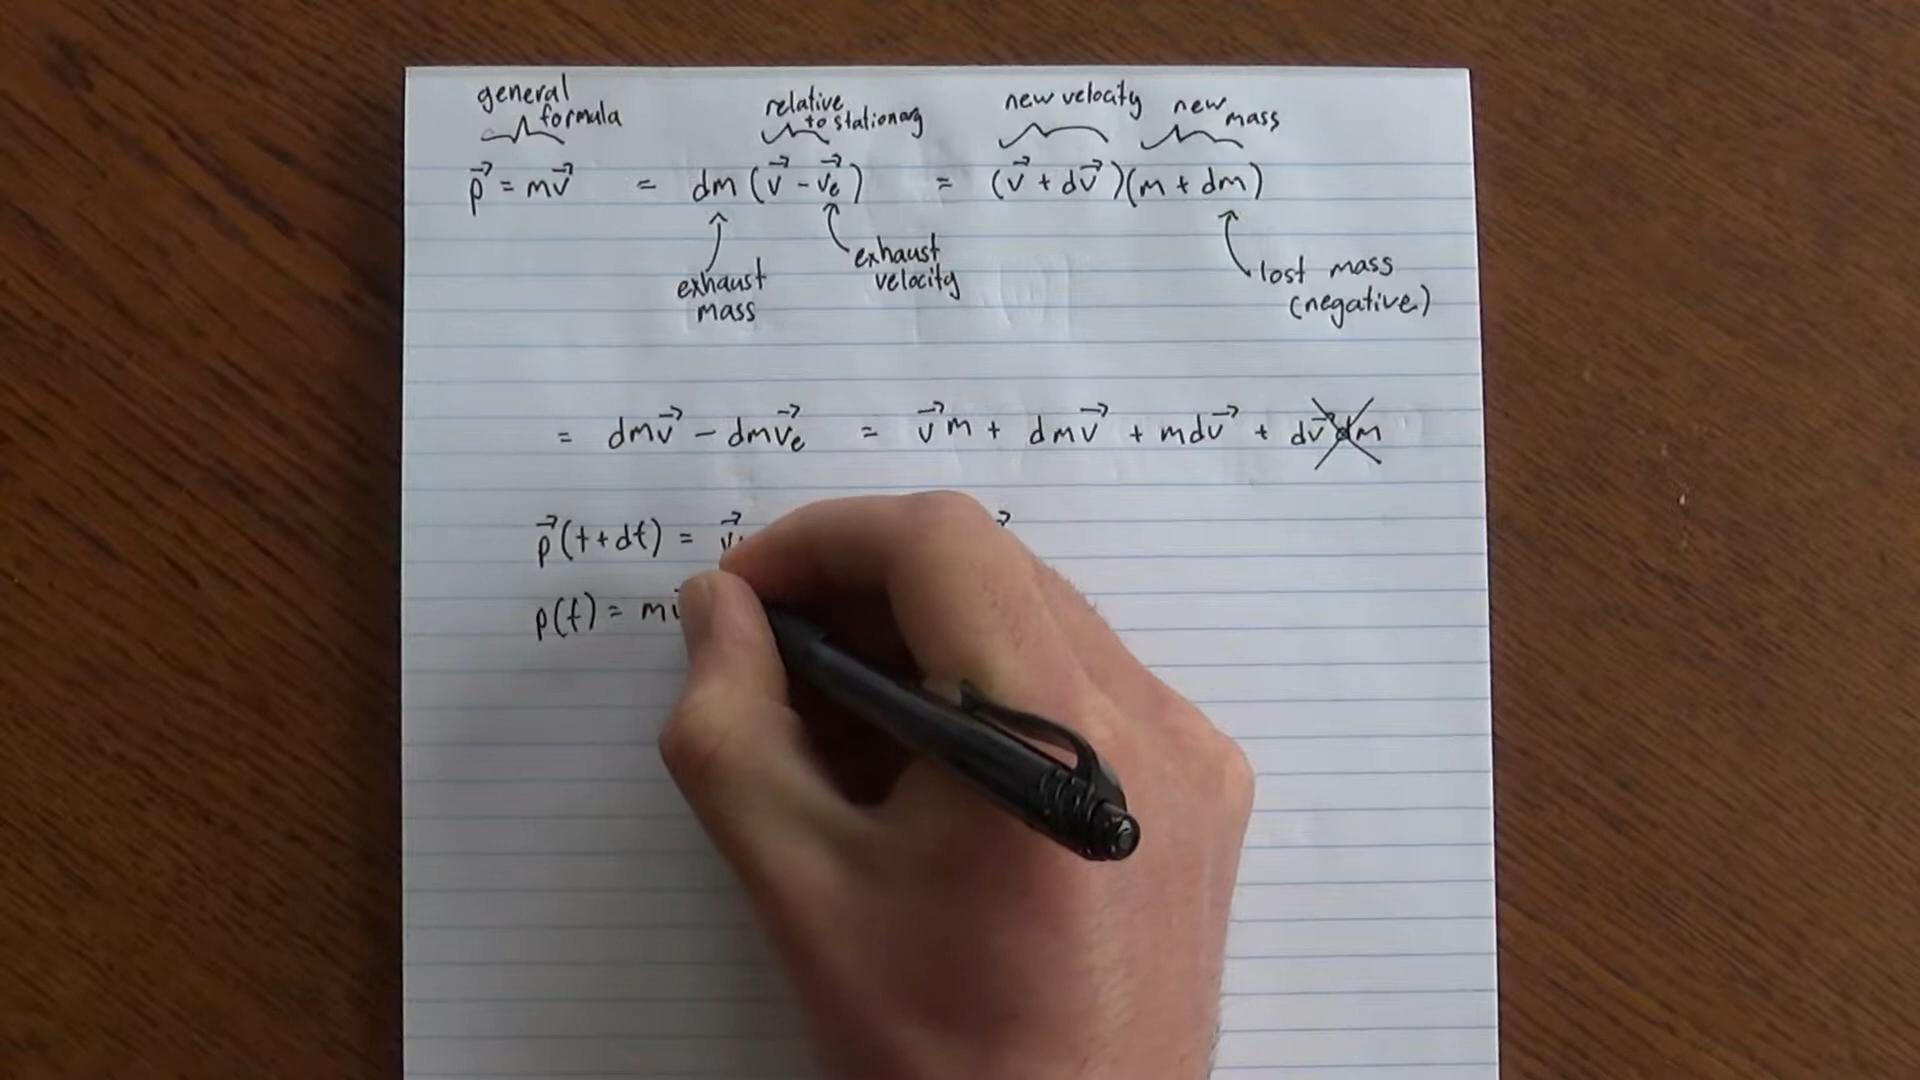 general formula
relative to stationary
new velocity new mass
p⃗ = mv⃗ = dm (v⃗ - v⃗e) = (v⃗ + dv⃗)(m + dm)
exhaust mass
exhaust velocity
lost mass (negative)
= dmv⃗ - dmv⃗e = v⃗m + dmv⃗ + mdv⃗ + dv⃗dm
p⃗(t+dt) = v⃗
p(t) = m